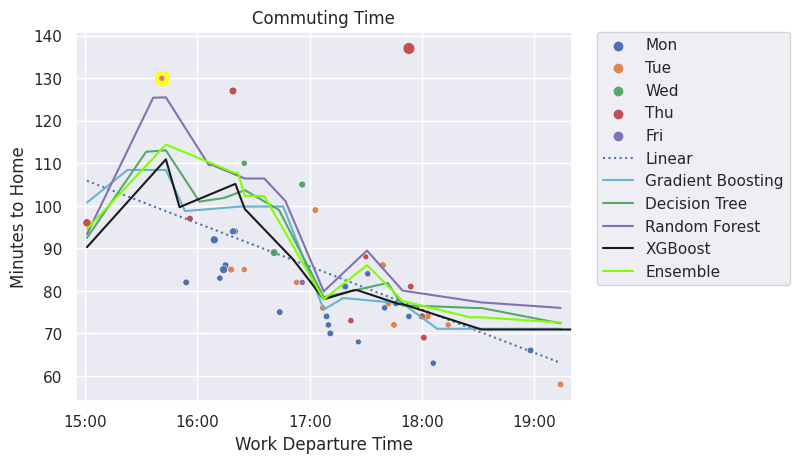 Commuting Time
140
130
120
110
100
90
80
70
60
Minutes to Home
15:00
16:00
17:00
18:00
19:00
Work Departure Time
Mon
Tue
Wed
Thu
Fri
Linear
Gradient Boosting
Decision Tree
Random Forest
XGBoost
Ensemble